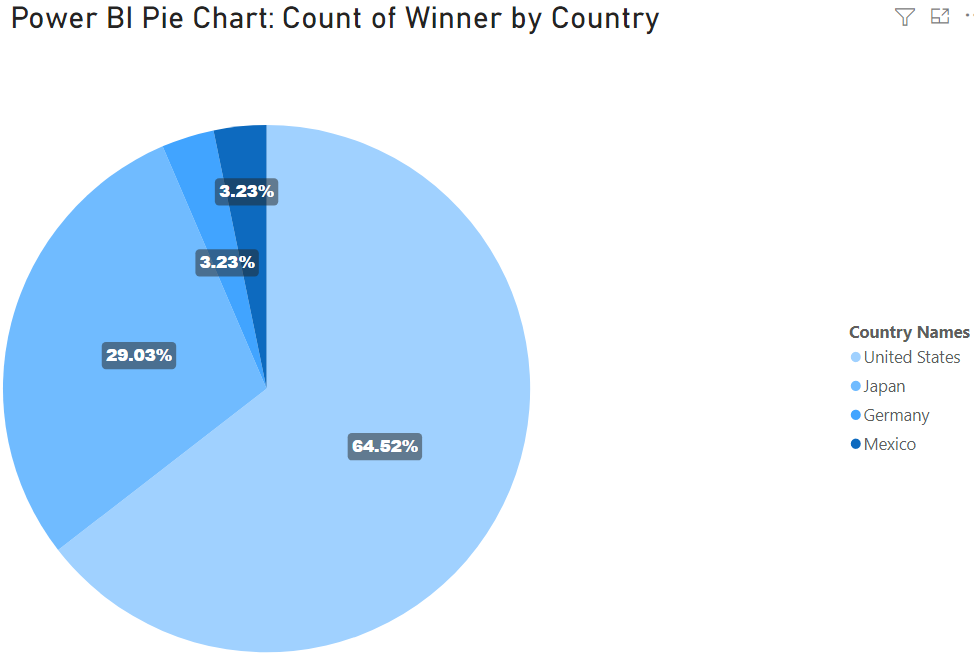 Power BI Pie Chart: Count of Winner by Country
3.23%
3.23%
29.03%
64.52%
Country Names
United States
Japan
Germany
Mexico